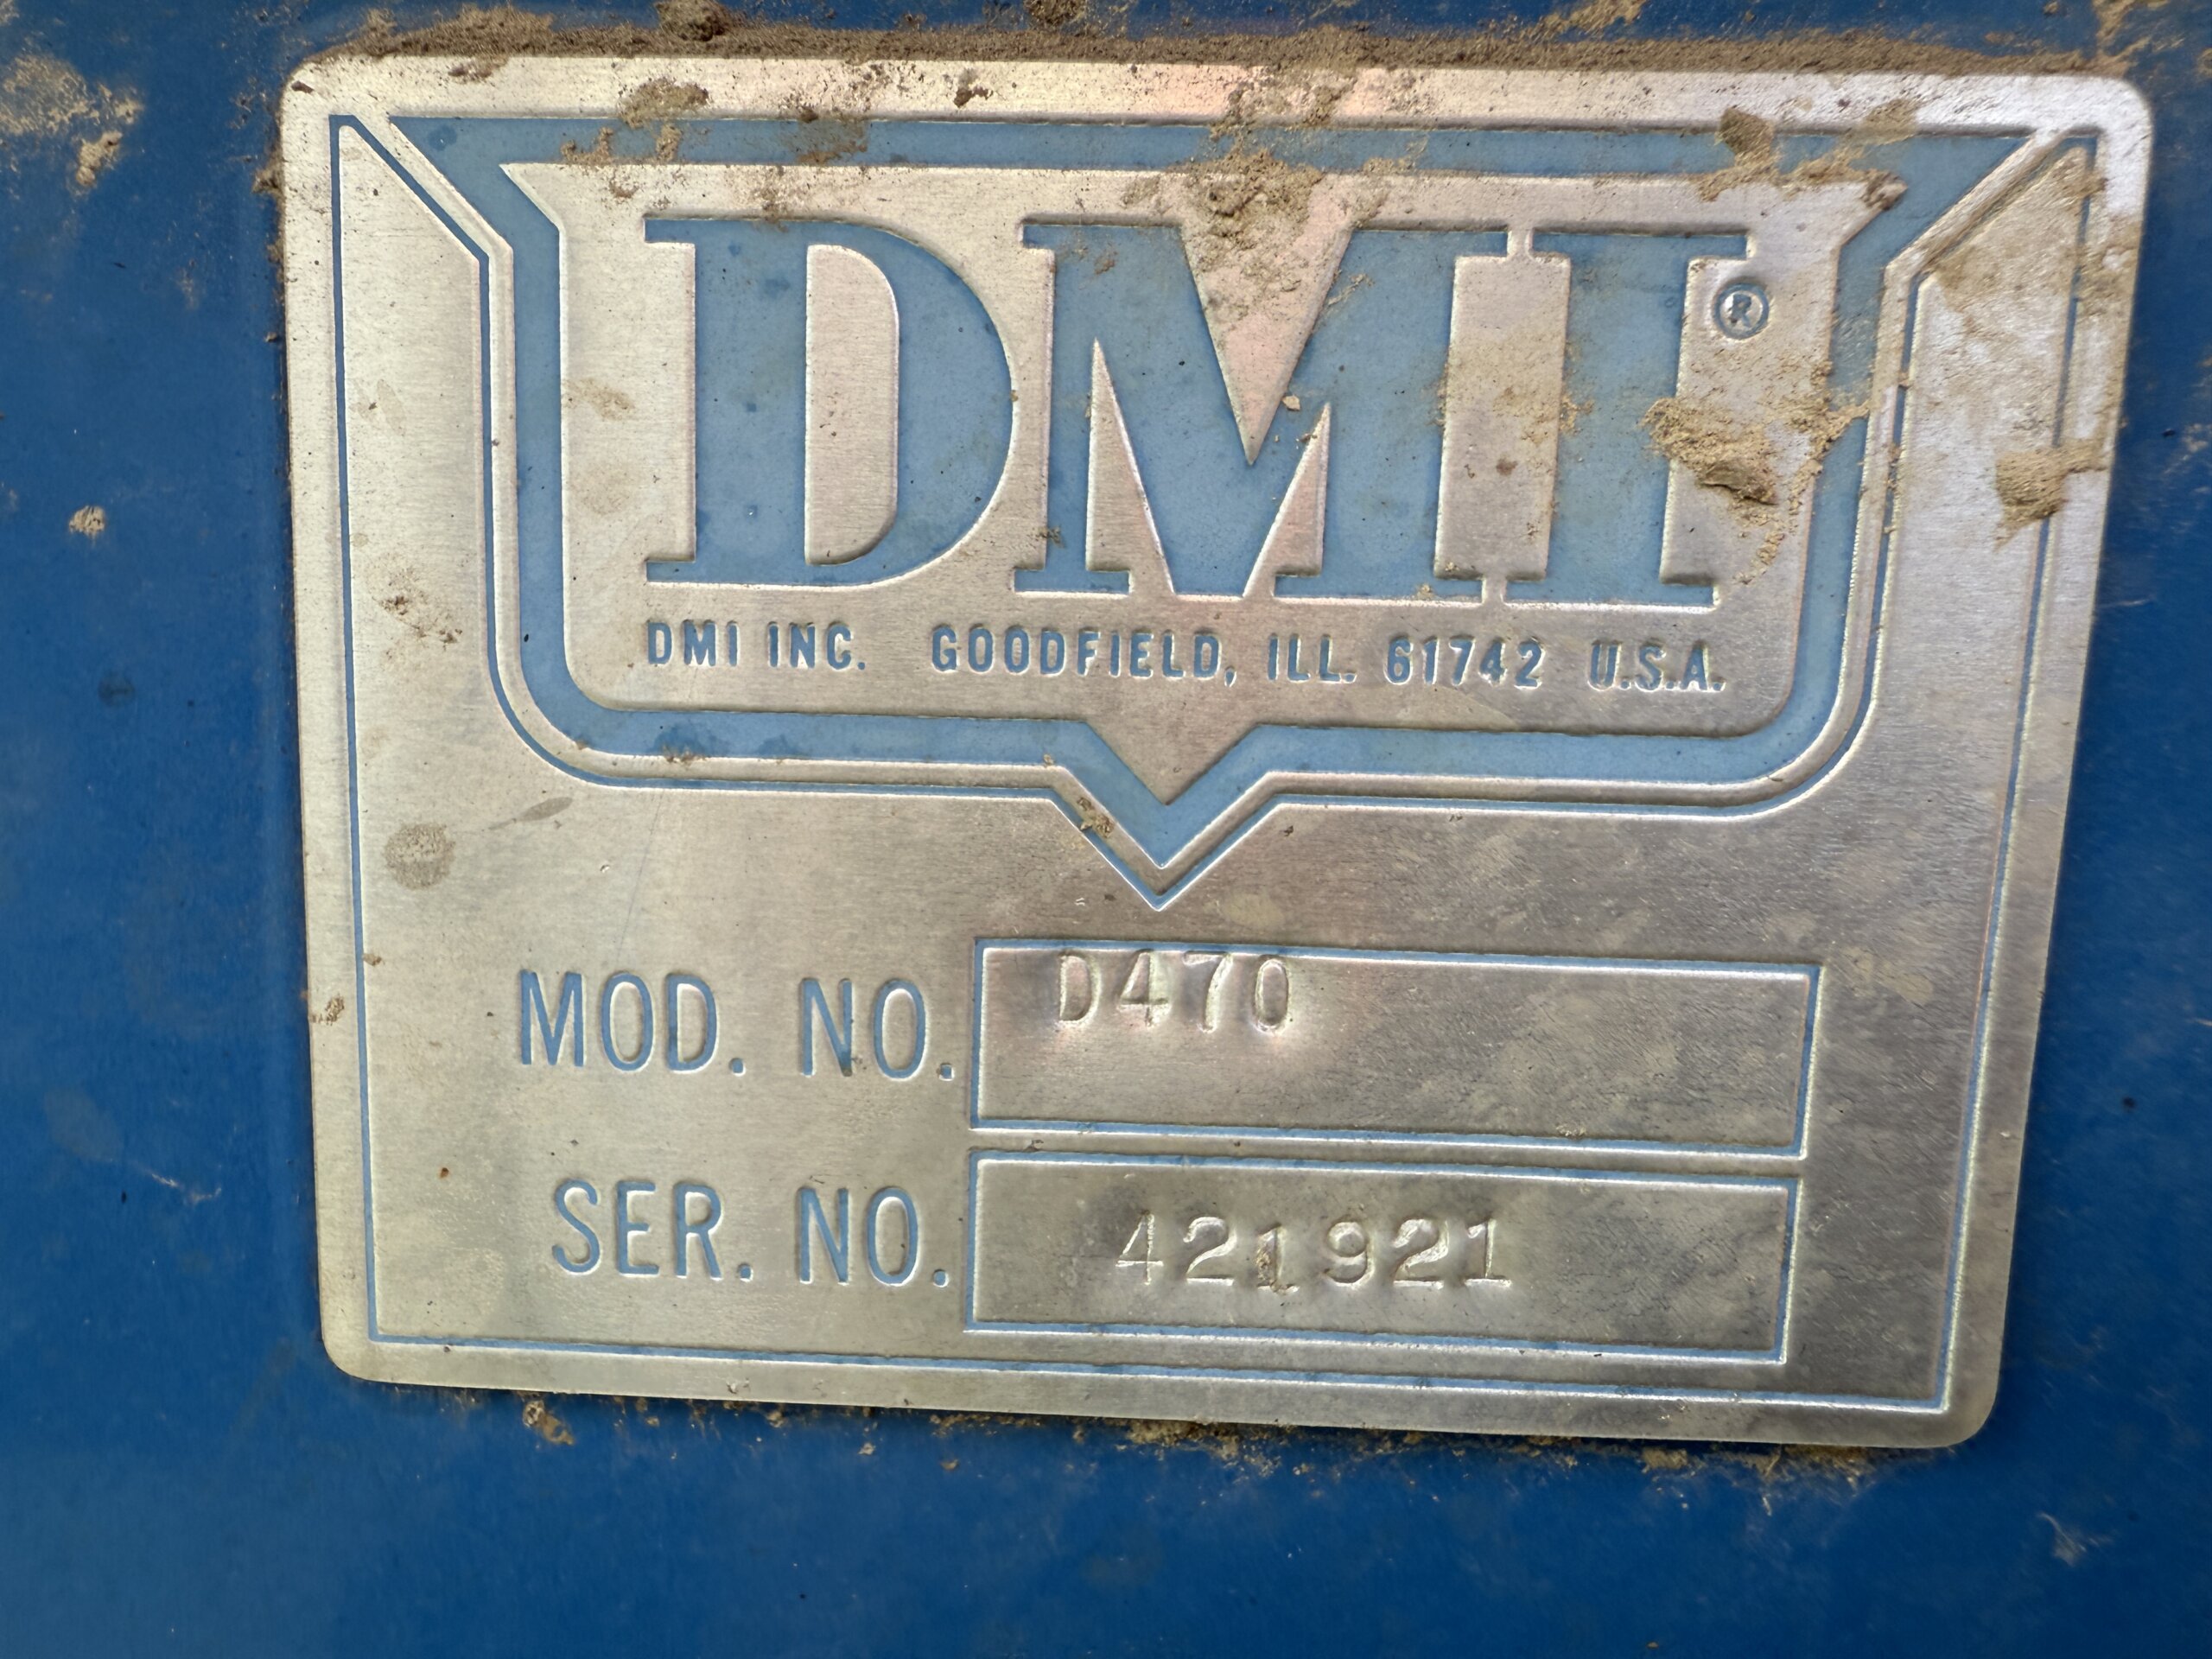 DMI®
DMI INC. GOODFIELD, ILL. 61742 U.S.A.
MOD. NO. D470
SER. NO. 421921